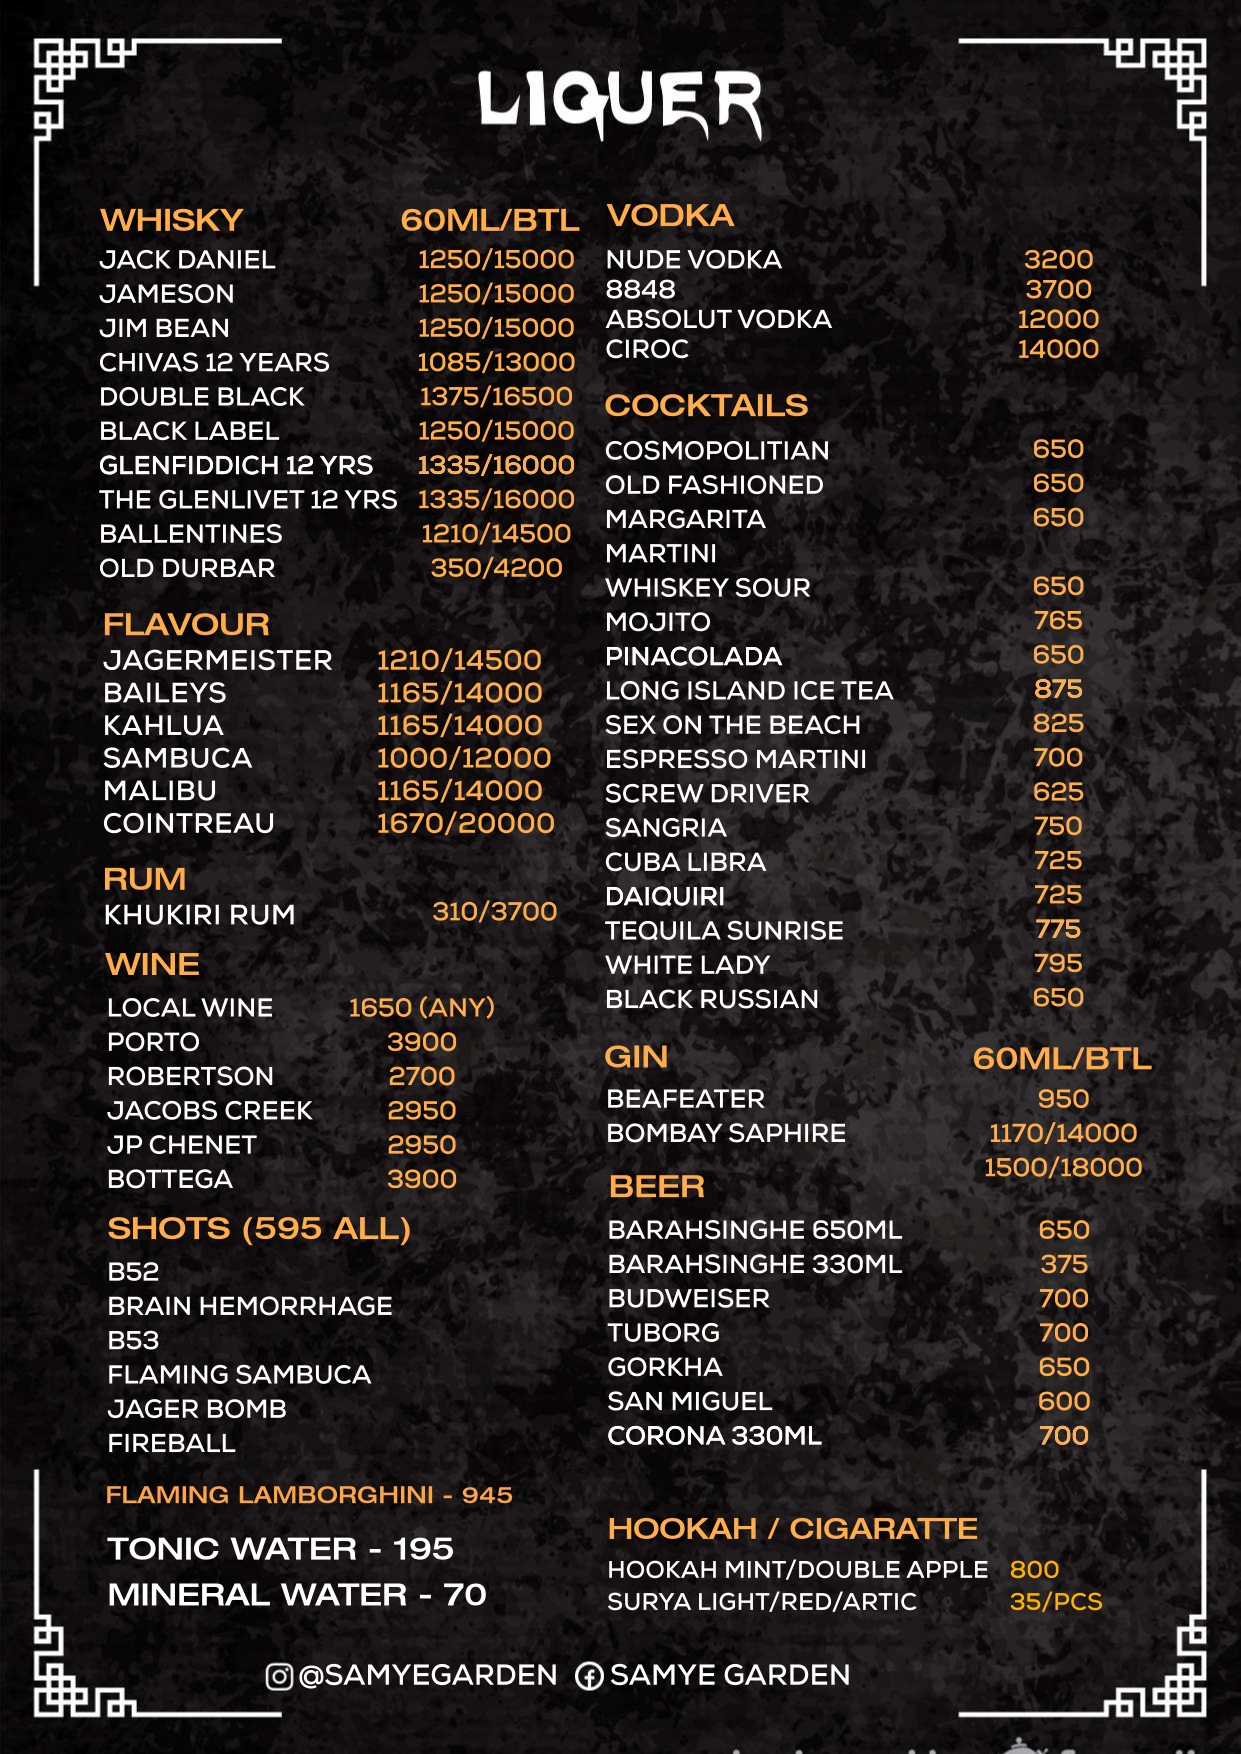 LIQUER
WHISKY 60ML/BTL
JACK DANIEL 1250/15000
JAMESON 1250/15000
JIM BEAN 1250/15000
CHIVAS 12 YEARS 1085/13000
DOUBLE BLACK 1375/16500
BLACK LABEL 1250/15000
GLENFIDDICH 12 YRS 1335/16000
THE GLENLIVET 12 YRS 1335/16000
BALLENTINES 1210/14500
OLD DURBAR 350/4200
FLAVOUR
JAGERMEISTER 1210/14500
BAILEYS 1165/14000
KAHLUA 1165/14000
SAMBUCA 1000/12000
MALIBU 1165/14000
COINTREAU 1670/20000
RUM
KHUKIRI RUM 310/3700
WINE
LOCAL WINE 1650 (ANY)
PORTO 3900
ROBERTSON 2700
JACOBS CREEK 2950
JP CHENET 2950
BOTTEGA 3900
SHOTS (595 ALL)
B52
BRAIN HEMORRHAGE
B53
FLAMING SAMBUCA
JAGER BOMB
FIREBALL
FLAMING LAMBORGHINI - 945
TONIC WATER - 195
MINERAL WATER - 70
VODKA
NUDE VODKA 3200
8848 3700
ABSOLUT VODKA 12000
CIROC 14000
COCKTAILS
COSMOPOLITIAN 650
OLD FASHIONED 650
MARGARITA 650
MARTINI
WHISKEY SOUR 650
MOJITO 765
PINACOLADA 650
LONG ISLAND ICE TEA 875
SEX ON THE BEACH 825
ESPRESSO MARTINI 700
SCREW DRIVER 625
SANGRIA 750
CUBA LIBRA 725
DAIQUIRI 725
TEQUILA SUNRISE 775
WHITE LADY 795
BLACK RUSSIAN 650
GIN 60ML/BTL
BEAFEATER 950
BOMBAY SAPHIRE 1170/14000
1500/18000
BEER
BARAHSINGHE 650ML 650
BARAHSINGHE 330ML 375
BUDWEISER 700
TUBORG 700
GORKHA 650
SAN MIGUEL 600
CORONA 330ML 700
HOOKAH / CIGARATTE
HOOKAH MINT/DOUBLE APPLE 800
SURYA LIGHT/RED/ARTIC 35/PCS
@SAMYEGARDEN SAMYE GARDEN